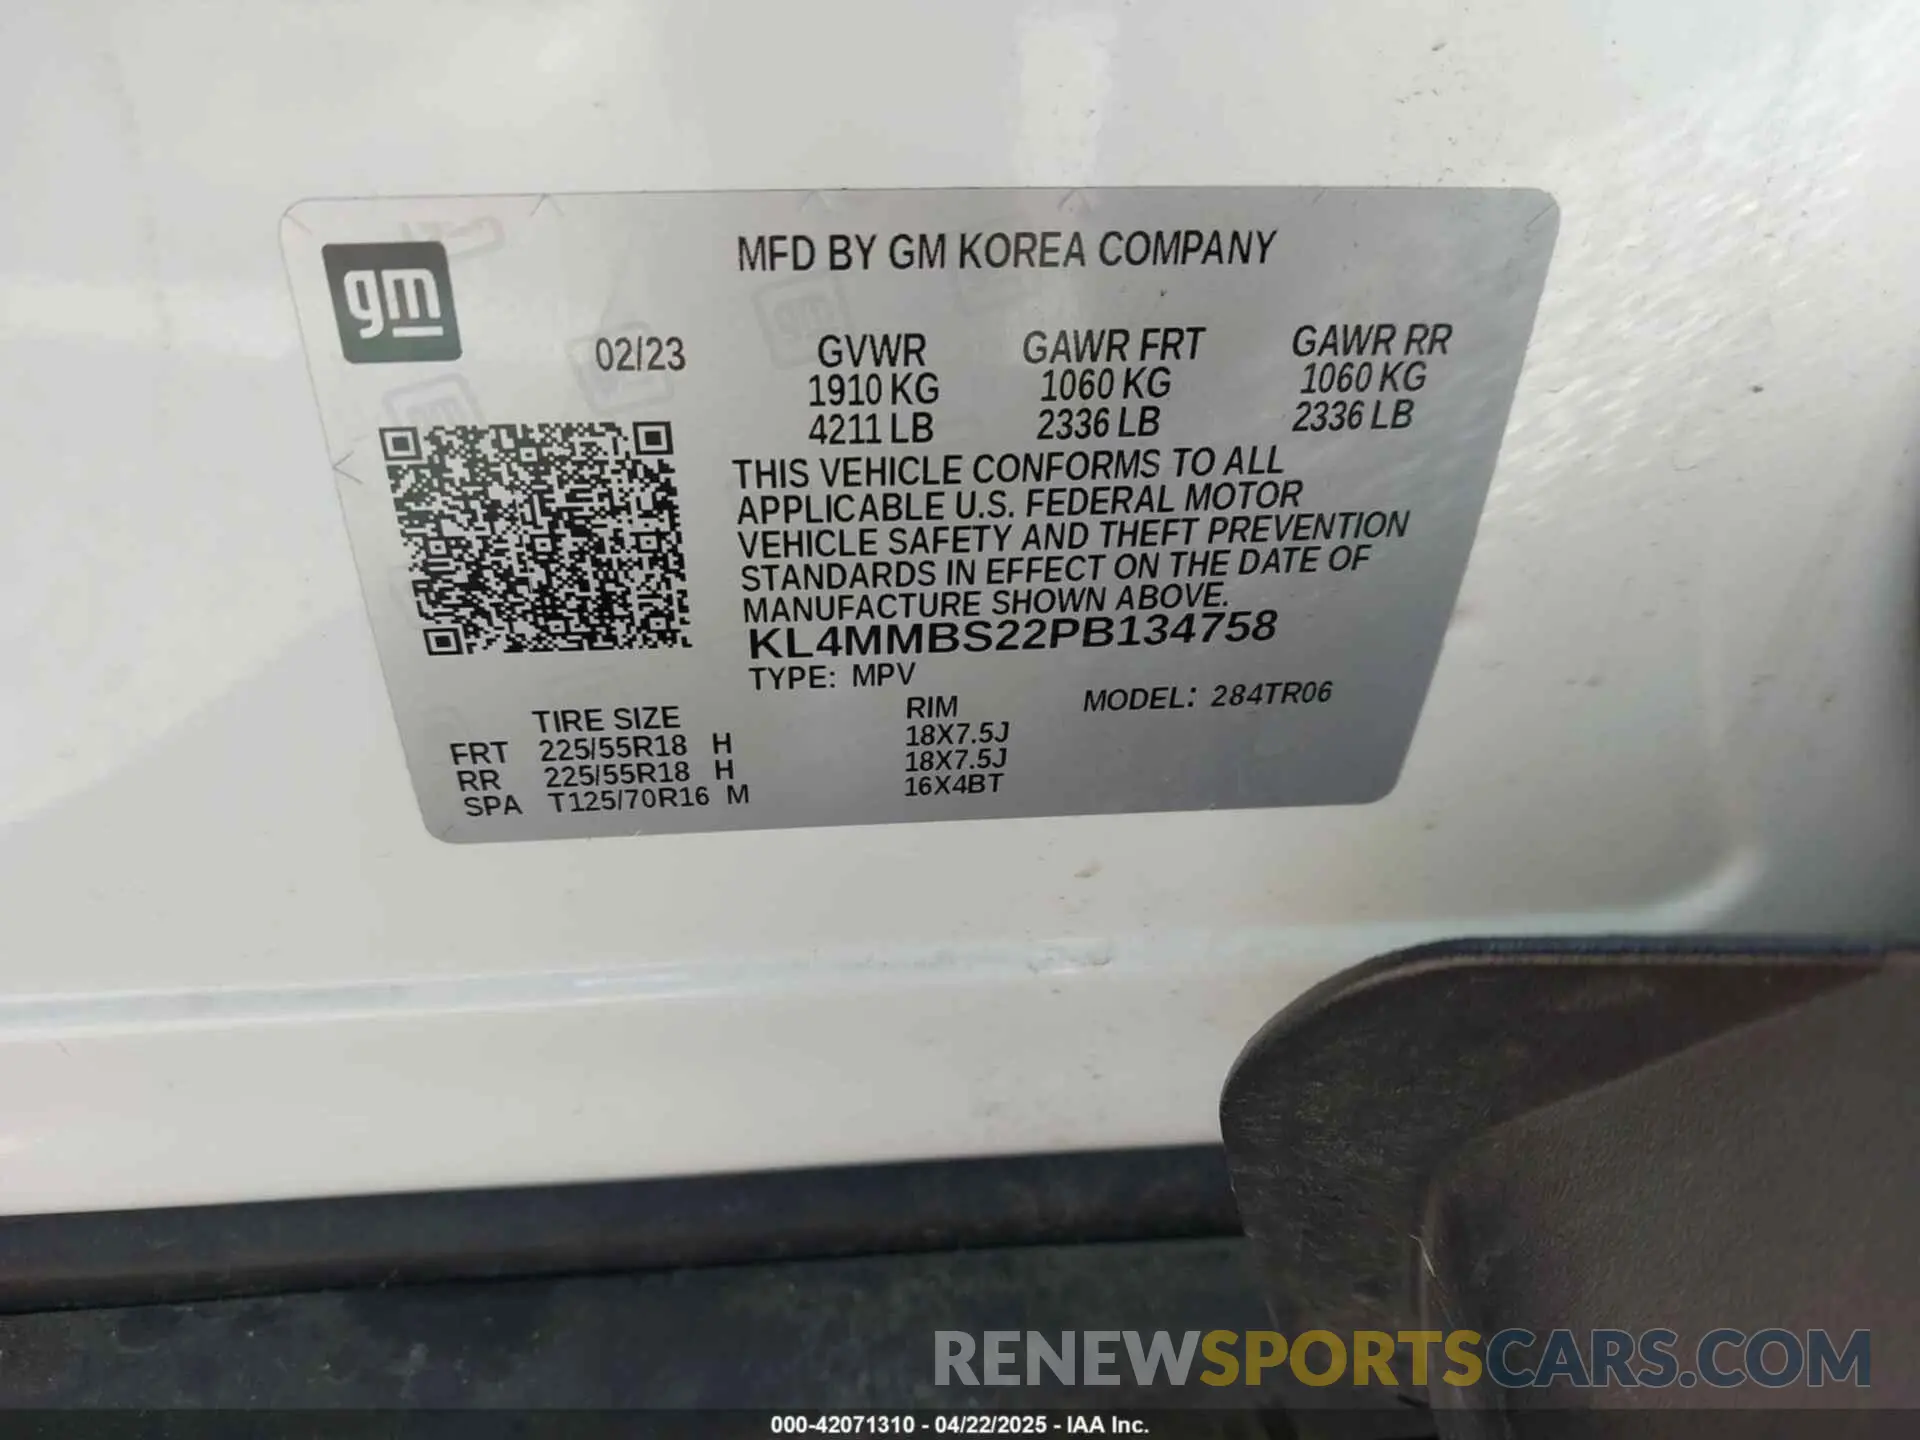 gm
MFD BY GM KOREA COMPANY
02/23
GVWR GAWR FRT GAWR RR
1910 KG 1060 KG 1060 KG
4211 LB 2336 LB 2336 LB
THIS VEHICLE CONFORMS TO ALL
APPLICABLE U.S. FEDERAL MOTOR
VEHICLE SAFETY AND THEFT PREVENTION
STANDARDS IN EFFECT ON THE DATE OF
MANUFACTURE SHOWN ABOVE.
KL4MMBS22PB134758
TYPE: MPV
MODEL: 284TR06
TIRE SIZE RIM
FRT 225/55R18 H 18X7.5J
RR 225/55R18 H 18X7.5J
SPA T125/70R16 M 16X4BT
RENEWSPORTSCARS.COM
000-42071310 - 04/22/2025 - IAA Inc.